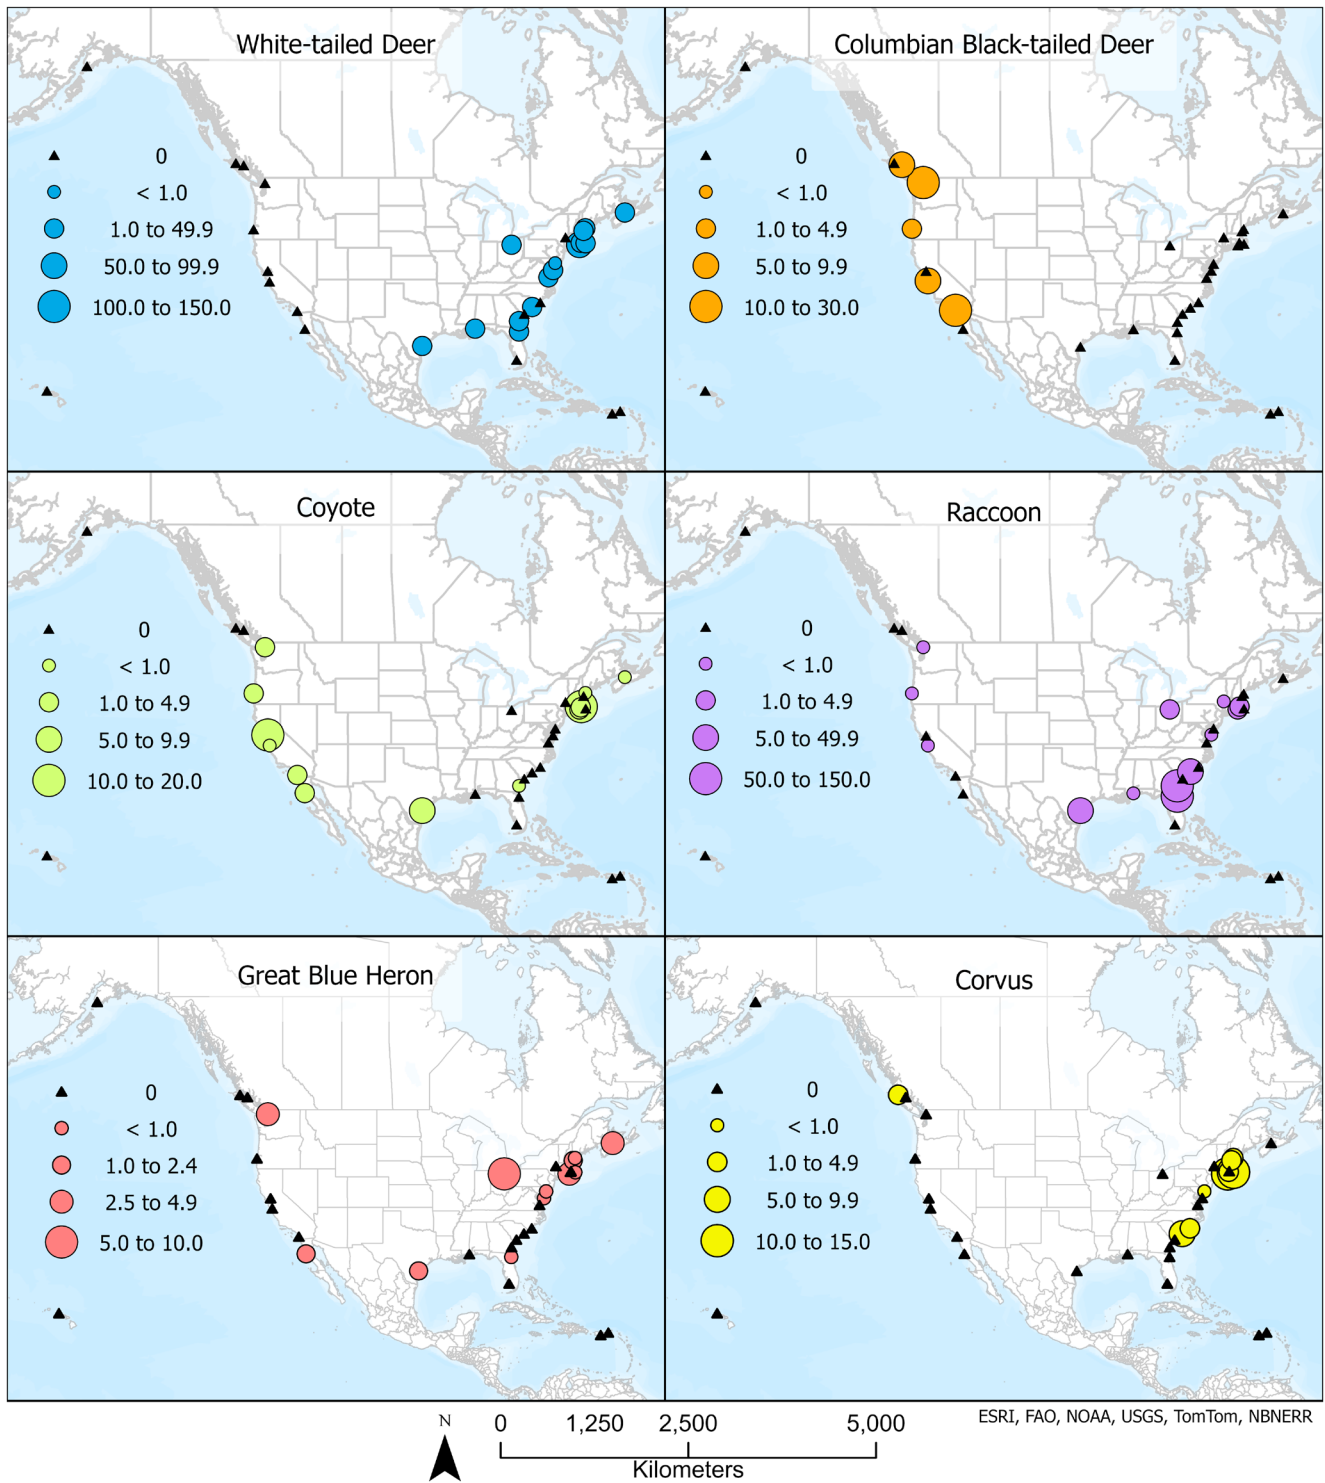 White-tailed Deer
0
< 1.0
1.0 to 49.9
50.0 to 99.9
100.0 to 150.0
Columbian Black-tailed Deer
0
< 1.0
1.0 to 4.9
5.0 to 9.9
10.0 to 30.0
Coyote
0
< 1.0
1.0 to 4.9
5.0 to 9.9
10.0 to 20.0
Raccoon
0
< 1.0
1.0 to 4.9
5.0 to 49.9
50.0 to 150.0
Great Blue Heron
0
< 1.0
1.0 to 2.4
2.5 to 4.9
5.0 to 10.0
Corvus
0
< 1.0
1.0 to 4.9
5.0 to 9.9
10.0 to 15.0
N
0 1,250 2,500 5,000
Kilometers
ESRI, FAO, NOAA, USGS, TomTom, NBNERR